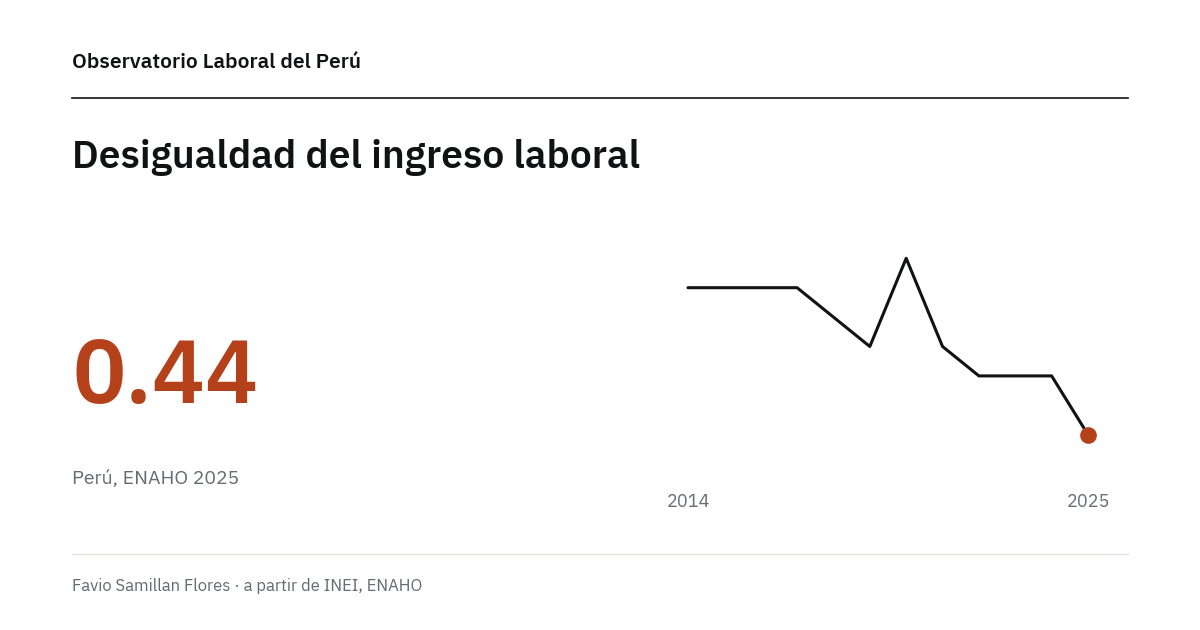 Observatorio Laboral del Perú
Desigualdad del ingreso laboral
0.44
Perú, ENAHO 2025
2014
2025
Favio Samillan Flores · a partir de INEI, ENAHO